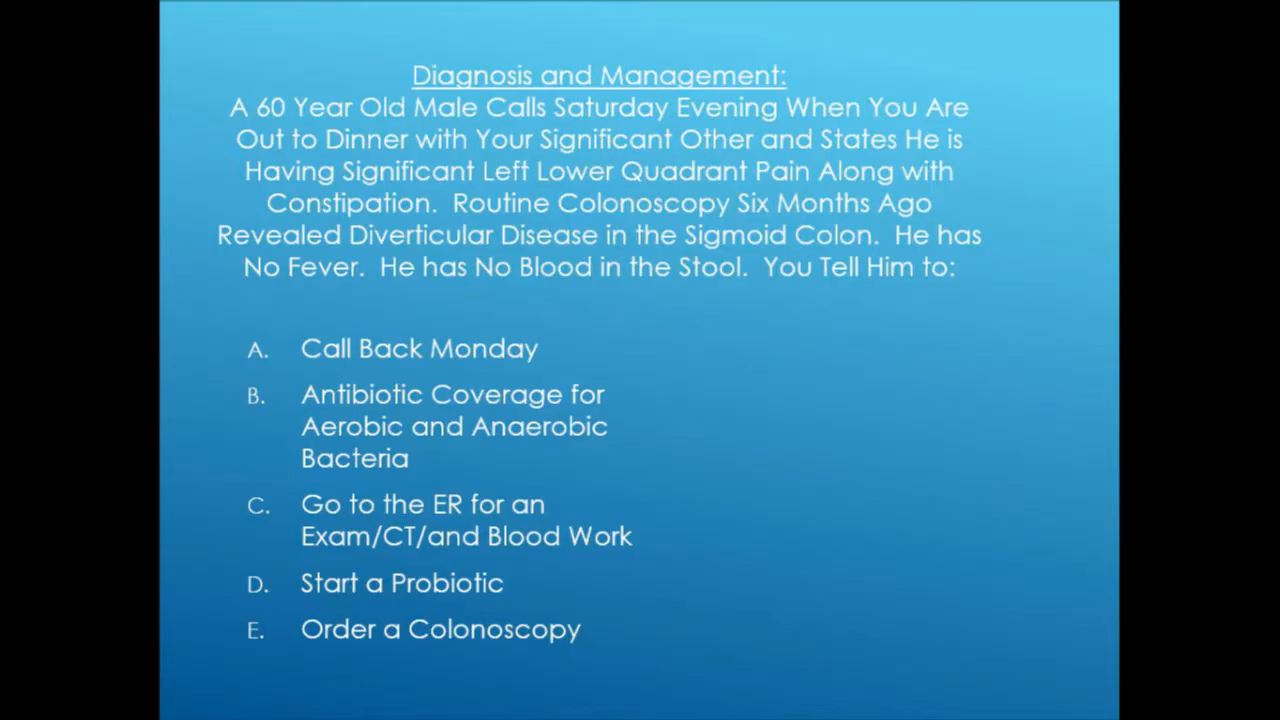 Diagnosis and Management:
A 60 Year Old Male Calls Saturday Evening When You Are
Out to Dinner with Your Significant Other and States He is
Having Significant Left Lower Quadrant Pain Along with
Constipation.  Routine Colonoscopy Six Months Ago
Revealed Diverticular Disease in the Sigmoid Colon.  He has
No Fever.  He has No Blood in the Stool.  You Tell Him to:
A. Call Back Monday
B. Antibiotic Coverage for
Aerobic and Anaerobic
Bacteria
C. Go to the ER for an
Exam/CT/and Blood Work
D. Start a Probiotic
E. Order a Colonoscopy